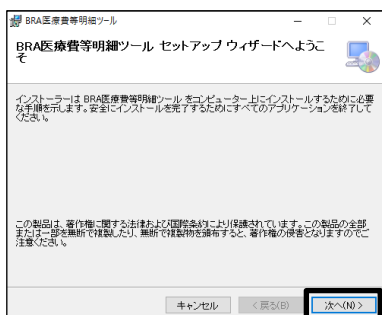 BRA医療費等明細ツール
BRA医療費等明細ツール セットアップ ウィザードへようこ
そ
インストーラーは BRA医療費等明細ツール をコンピューター上にインストールするために必要
な手順を示します。安全にインストールを完了するためにすべてのアプリケーションを終了して
ください。
この製品は、著作権に関する法律および国際条約により保護されています。この製品の全部
または一部を無断で複製したり、無断で複製物を頒布すると、著作権の侵害となりますのでご
注意ください。
キャンセル < 戻る(B) 次へ(N) >